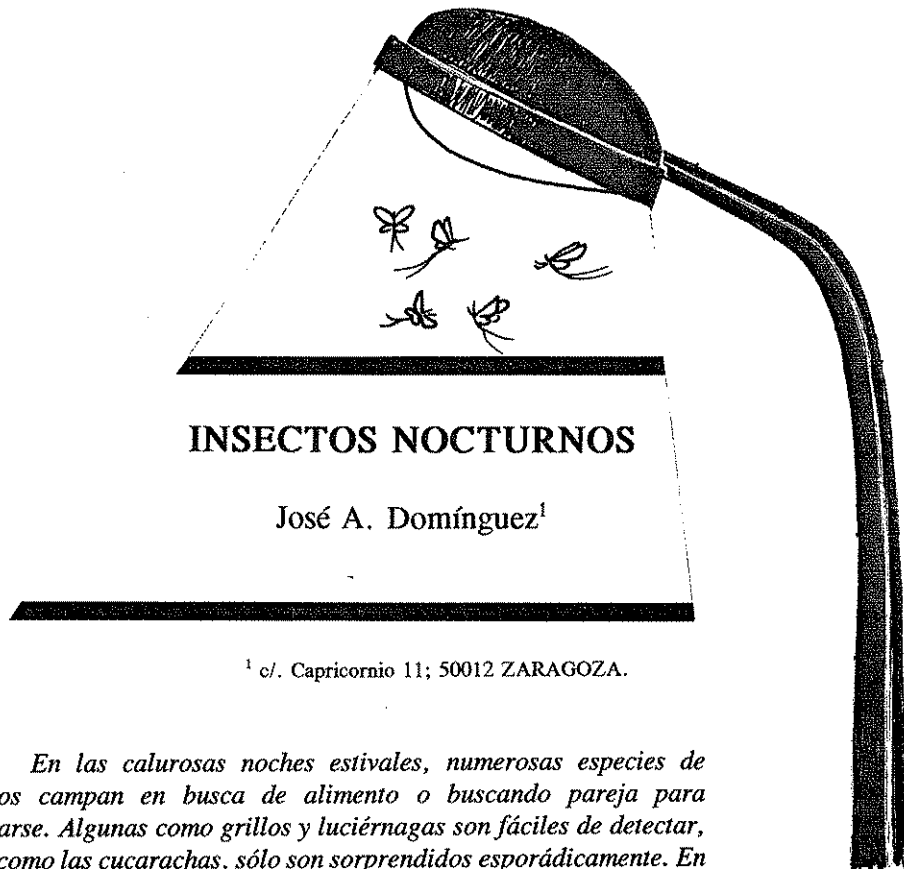 INSECTOS NOCTURNOS
José A. Domínguez¹
¹ c/. Capricornio 11; 50012 ZARAGOZA.
En las calurosas noches estivales, numerosas especies de
os campan en busca de alimento o buscando pareja para
arse. Algunas como grillos y luciérnagas son fáciles de detectar,
como las cucarachas, sólo son sorprendidos esporádicamente. En